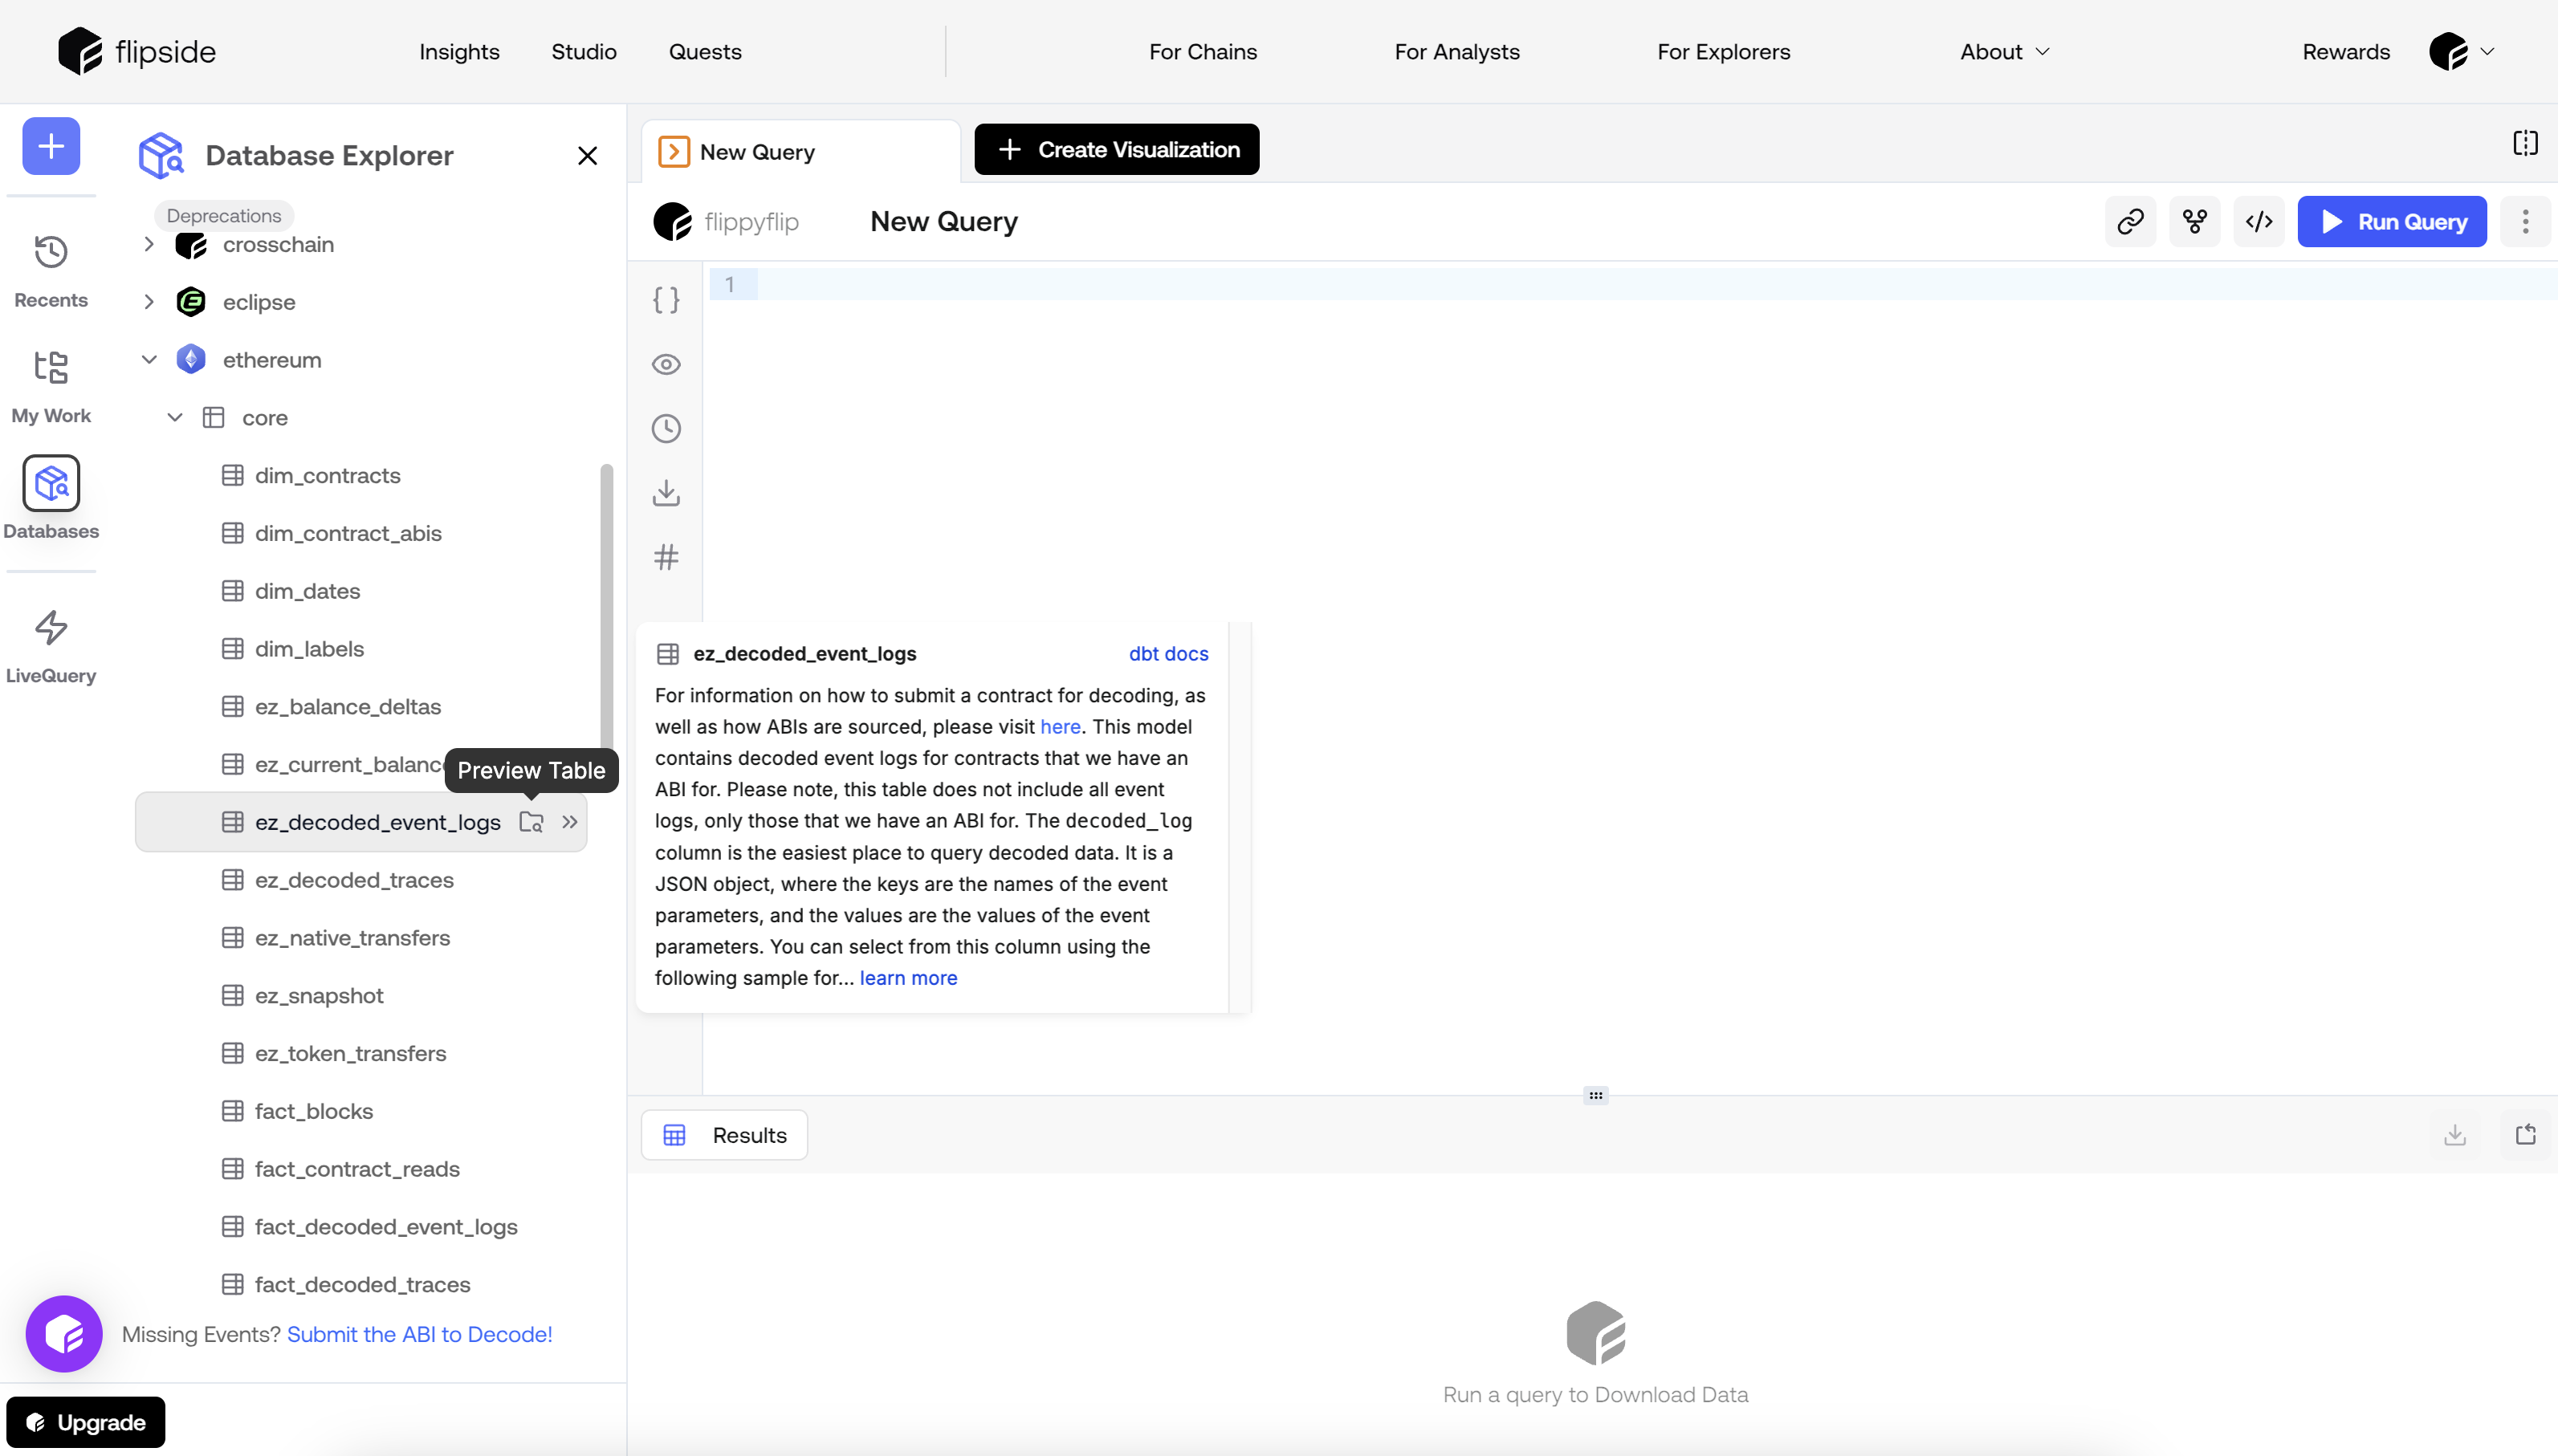 flipside
Insights
Studio
Quests
For Chains
For Analysts
For Explorers
About
Rewards
Database Explorer
Deprecations
crosschain
eclipse
ethereum
core
dim_contracts
dim_contract_abis
dim_dates
dim_labels
ez_balance_deltas
ez_current_balanc
Preview Table
ez_decoded_event_logs
ez_decoded_traces
ez_native_transfers
ez_snapshot
ez_token_transfers
fact_blocks
fact_contract_reads
fact_decoded_event_logs
fact_decoded_traces
Missing Events? Submit the ABI to Decode!
Recents
My Work
Databases
LiveQuery
Upgrade
New Query
Create Visualization
flippyflip
New Query
Run Query
1
ez_decoded_event_logs
dbt docs
For information on how to submit a contract for decoding, as
well as how ABIs are sourced, please visit here. This model
contains decoded event logs for contracts that we have an
ABI for. Please note, this table does not include all event
logs, only those that we have an ABI for. The decoded_log
column is the easiest place to query decoded data. It is a
JSON object, where the keys are the names of the event
parameters, and the values are the values of the event
parameters. You can select from this column using the
following sample for... learn more
Results
Run a query to Download Data